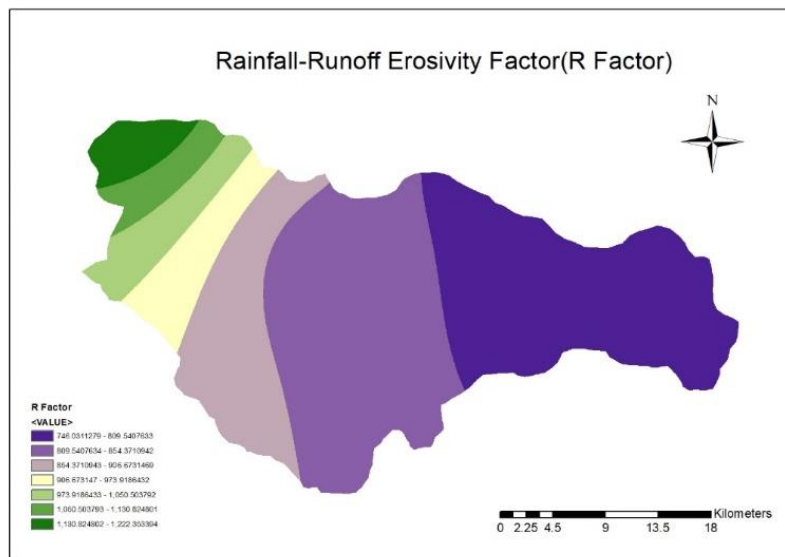 Rainfall-Runoff Erosivity Factor(R Factor)
N
R Factor
<VALUE>
746.0311279 - 809.5407633
809.5407634 - 854.3710942
854.3710943 - 906.6731469
906.673147 - 973.9186432
973.9186433 - 1,050.503792
1,050.503793 - 1,130.824801
1,130.824802 - 1,222.353394
Kilometers
0 2.25 4.5 9 13.5 18